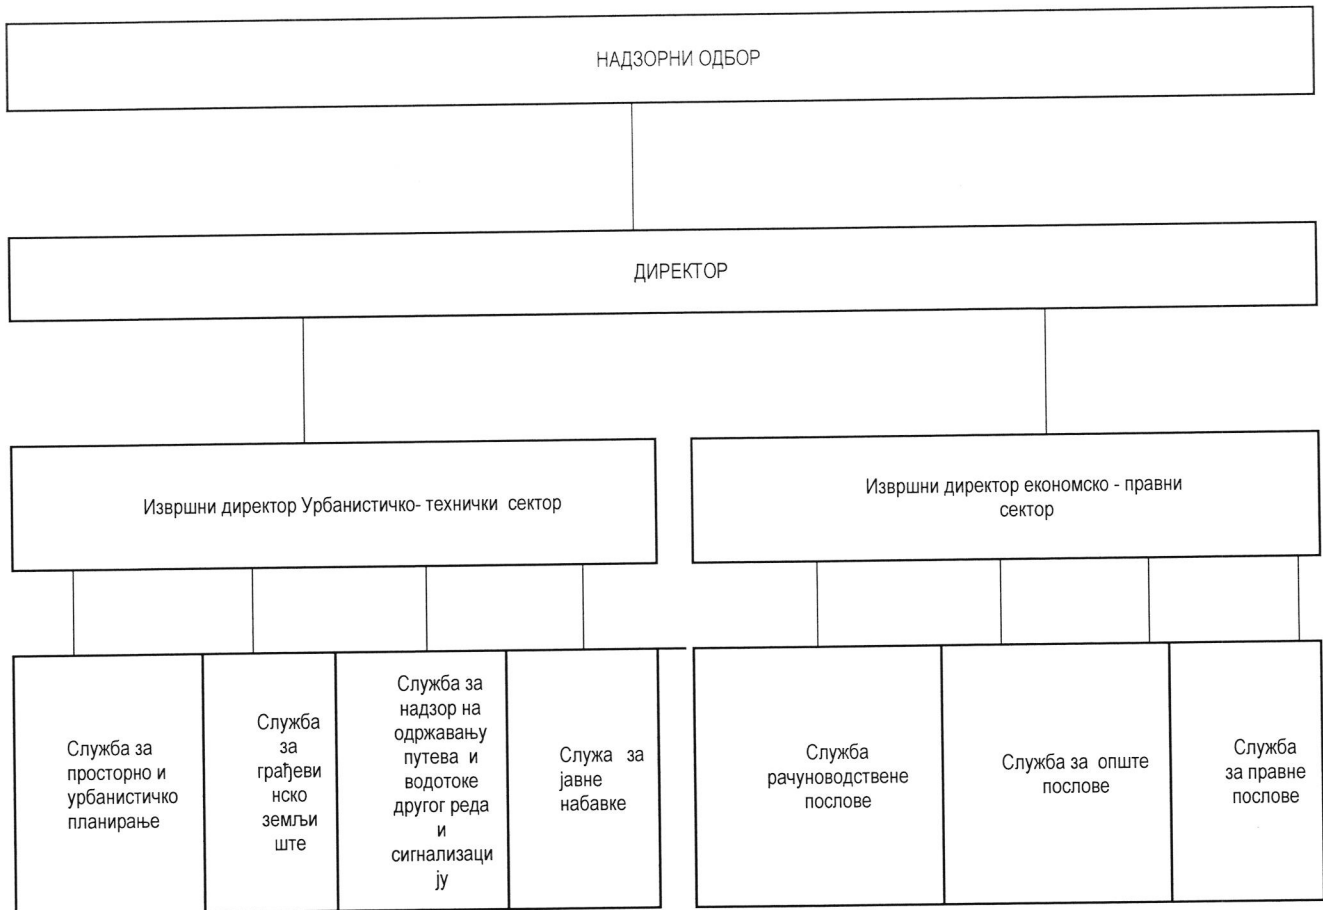 НАДЗОРНИ ОДБОР
ДИРЕКТОР
Извршни директор Урбанистичко- технички сектор
Извршни директор економско - правни
сектор
Служба за
просторно и
урбанистичко
планирање
Служба
за
грађеви
нско
земљи
ште
Служба за
надзор на
одржавању
путева и
водотоке
другог реда
и
сигнализаци
ју
Служа за
јавне
набавке
Служба
рачуноводствене
послове
Служба за опште
послове
Служба
за правне
послове